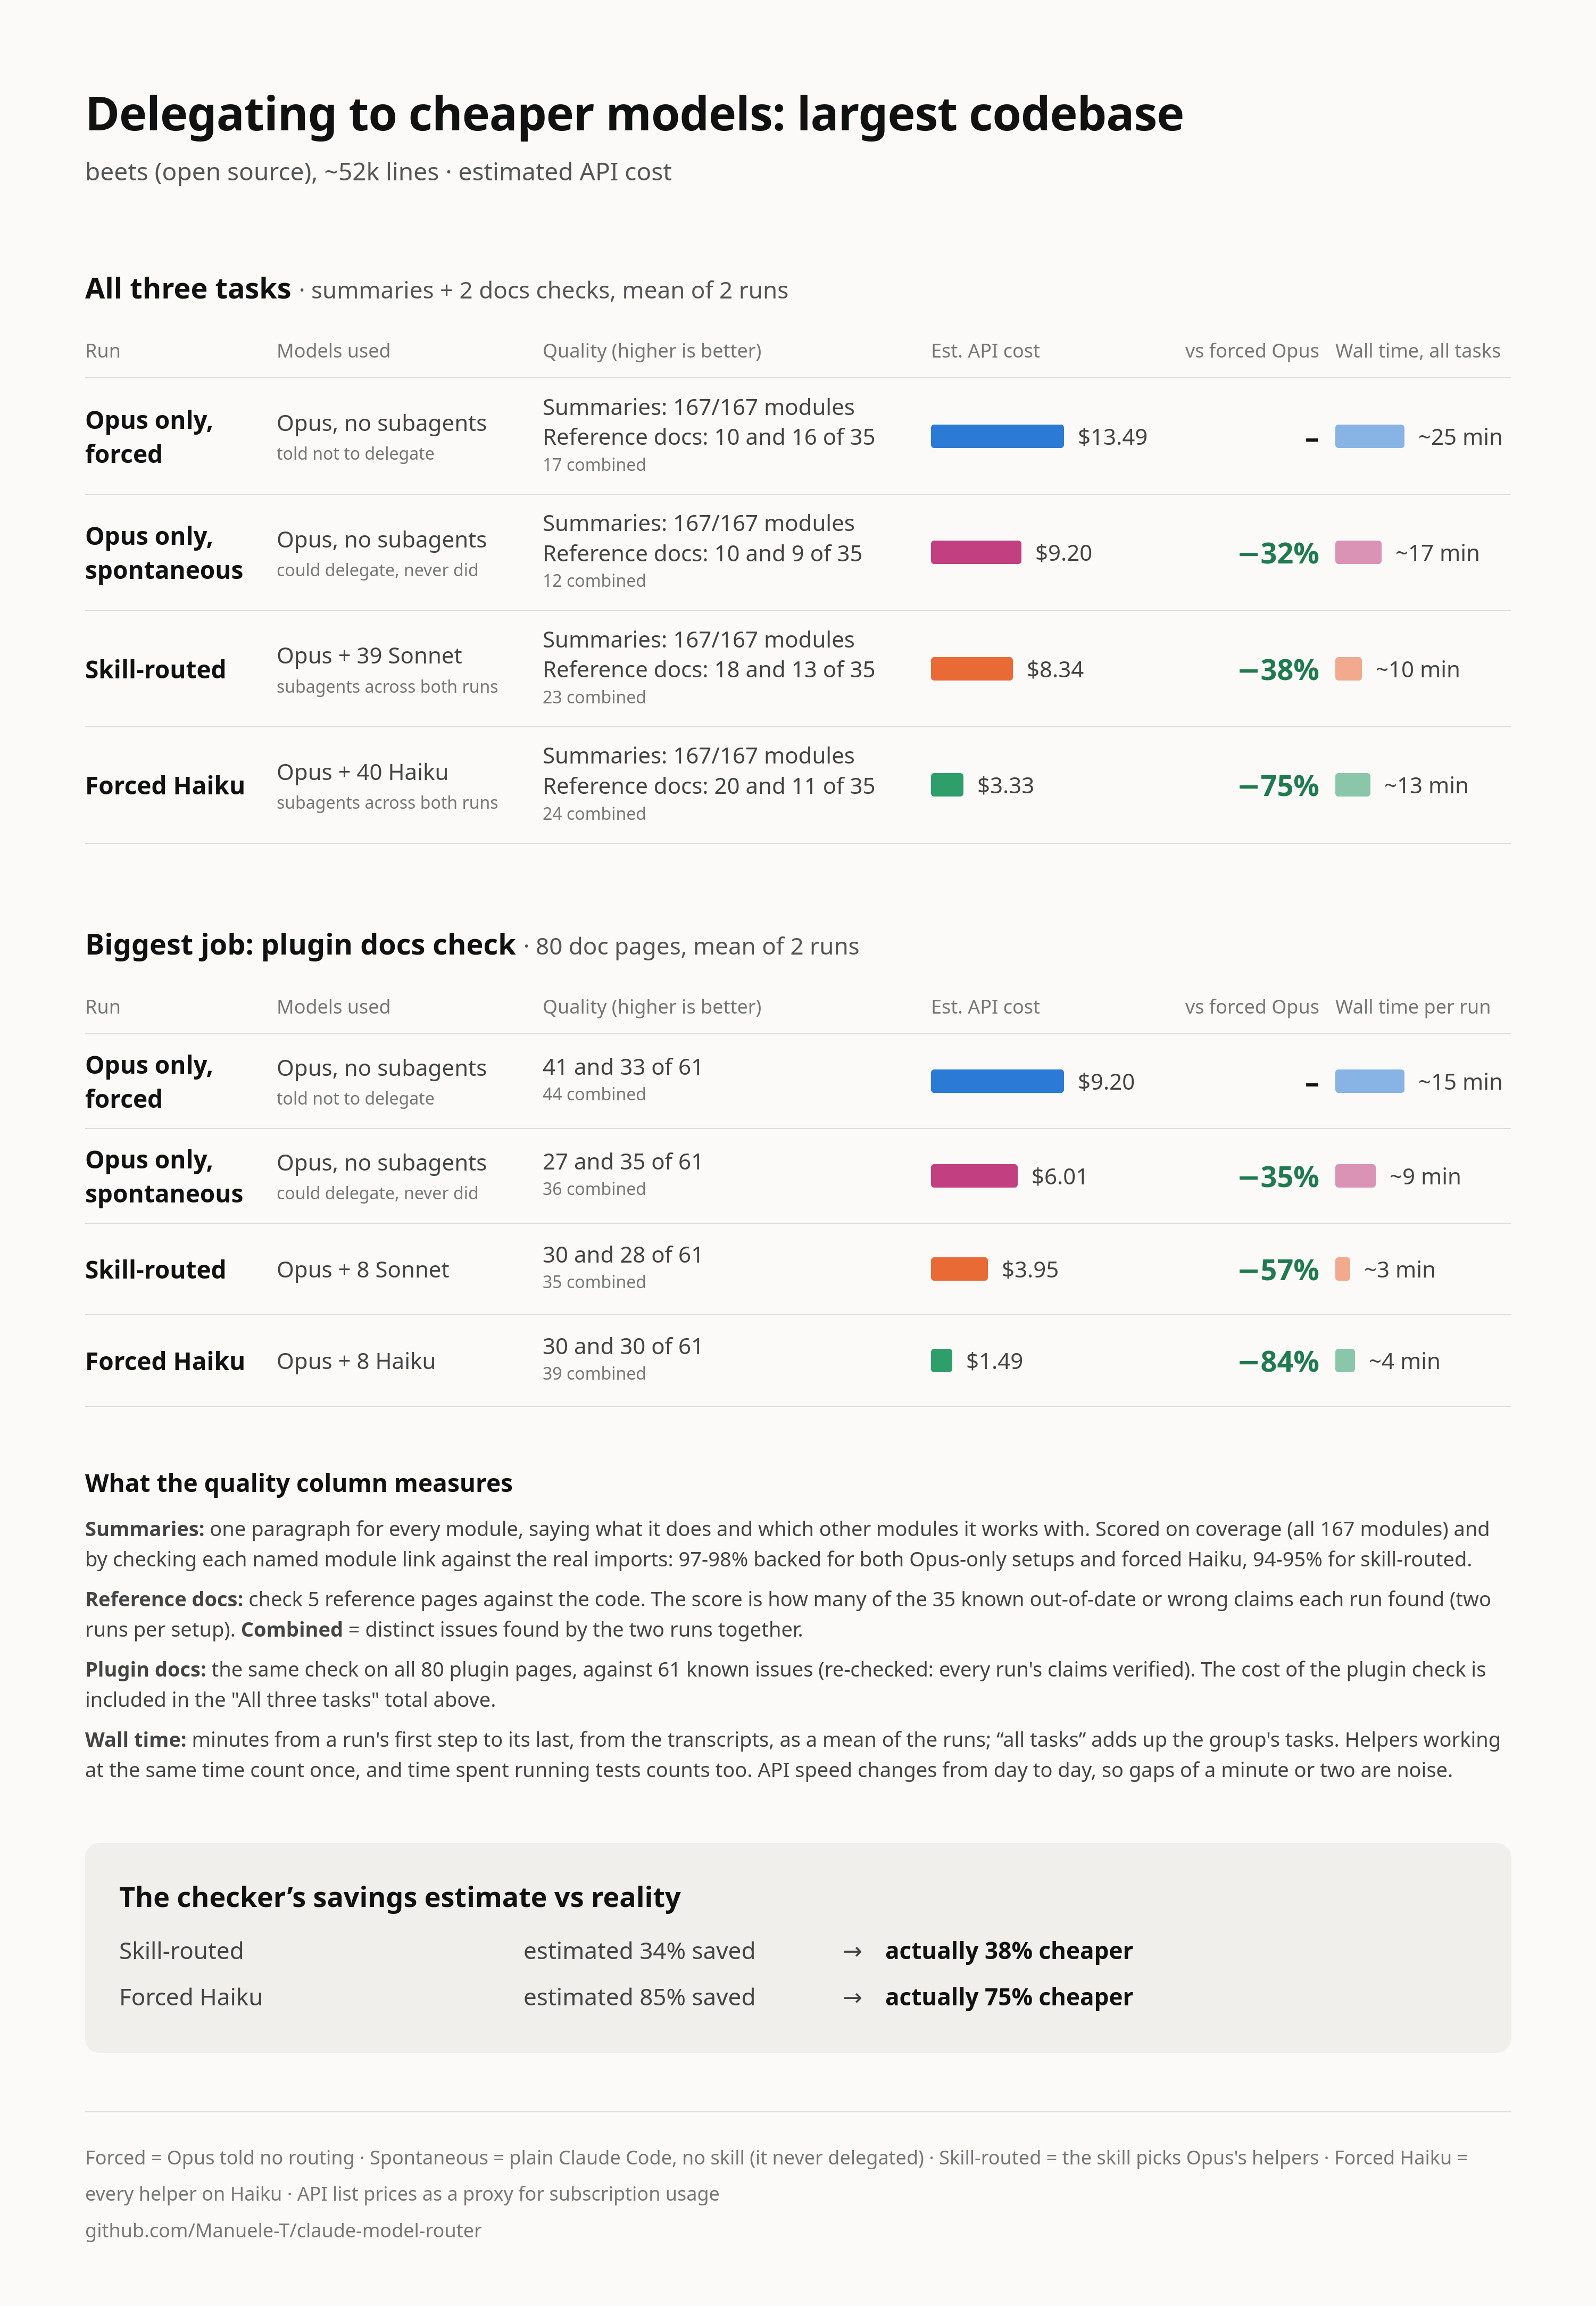 Delegating to cheaper models: largest codebase
beets (open source), ~52k lines · estimated API cost
All three tasks · summaries + 2 docs checks, mean of 2 runs
Run Models used Quality (higher is better) Est. API cost vs forced Opus Wall time, all tasks
Opus only,
forced
Opus, no subagents
told not to delegate
Summaries: 167/167 modules
Reference docs: 10 and 16 of 35
17 combined
$13.49
–
~25 min
Opus only,
spontaneous
Opus, no subagents
could delegate, never did
Summaries: 167/167 modules
Reference docs: 10 and 9 of 35
12 combined
$9.20
−32%
~17 min
Skill-routed
Opus + 39 Sonnet
subagents across both runs
Summaries: 167/167 modules
Reference docs: 18 and 13 of 35
23 combined
$8.34
−38%
~10 min
Forced Haiku
Opus + 40 Haiku
subagents across both runs
Summaries: 167/167 modules
Reference docs: 20 and 11 of 35
24 combined
$3.33
−75%
~13 min
Biggest job: plugin docs check · 80 doc pages, mean of 2 runs
Run Models used Quality (higher is better) Est. API cost vs forced Opus Wall time per run
Opus only,
forced
Opus, no subagents
told not to delegate
41 and 33 of 61
44 combined
$9.20
–
~15 min
Opus only,
spontaneous
Opus, no subagents
could delegate, never did
27 and 35 of 61
36 combined
$6.01
−35%
~9 min
Skill-routed
Opus + 8 Sonnet
30 and 28 of 61
35 combined
$3.95
−57%
~3 min
Forced Haiku
Opus + 8 Haiku
30 and 30 of 61
39 combined
$1.49
−84%
~4 min
What the quality column measures
Summaries: one paragraph for every module, saying what it does and which other modules it works with. Scored on coverage (all 167 modules) and
by checking each named module link against the real imports: 97-98% backed for both Opus-only setups and forced Haiku, 94-95% for skill-routed.
Reference docs: check 5 reference pages against the code. The score is how many of the 35 known out-of-date or wrong claims each run found (two
runs per setup). Combined = distinct issues found by the two runs together.
Plugin docs: the same check on all 80 plugin pages, against 61 known issues (re-checked: every run's claims verified). The cost of the plugin check is
included in the "All three tasks" total above.
Wall time: minutes from a run's first step to its last, from the transcripts, as a mean of the runs; “all tasks” adds up the group's tasks. Helpers working
at the same time count once, and time spent running tests counts too. API speed changes from day to day, so gaps of a minute or two are noise.
The checker’s savings estimate vs reality
Skill-routed estimated 34% saved → actually 38% cheaper
Forced Haiku estimated 85% saved → actually 75% cheaper
Forced = Opus told no routing · Spontaneous = plain Claude Code, no skill (it never delegated) · Skill-routed = the skill picks Opus's helpers · Forced Haiku =
every helper on Haiku · API list prices as a proxy for subscription usage
github.com/Manuele-T/claude-model-router